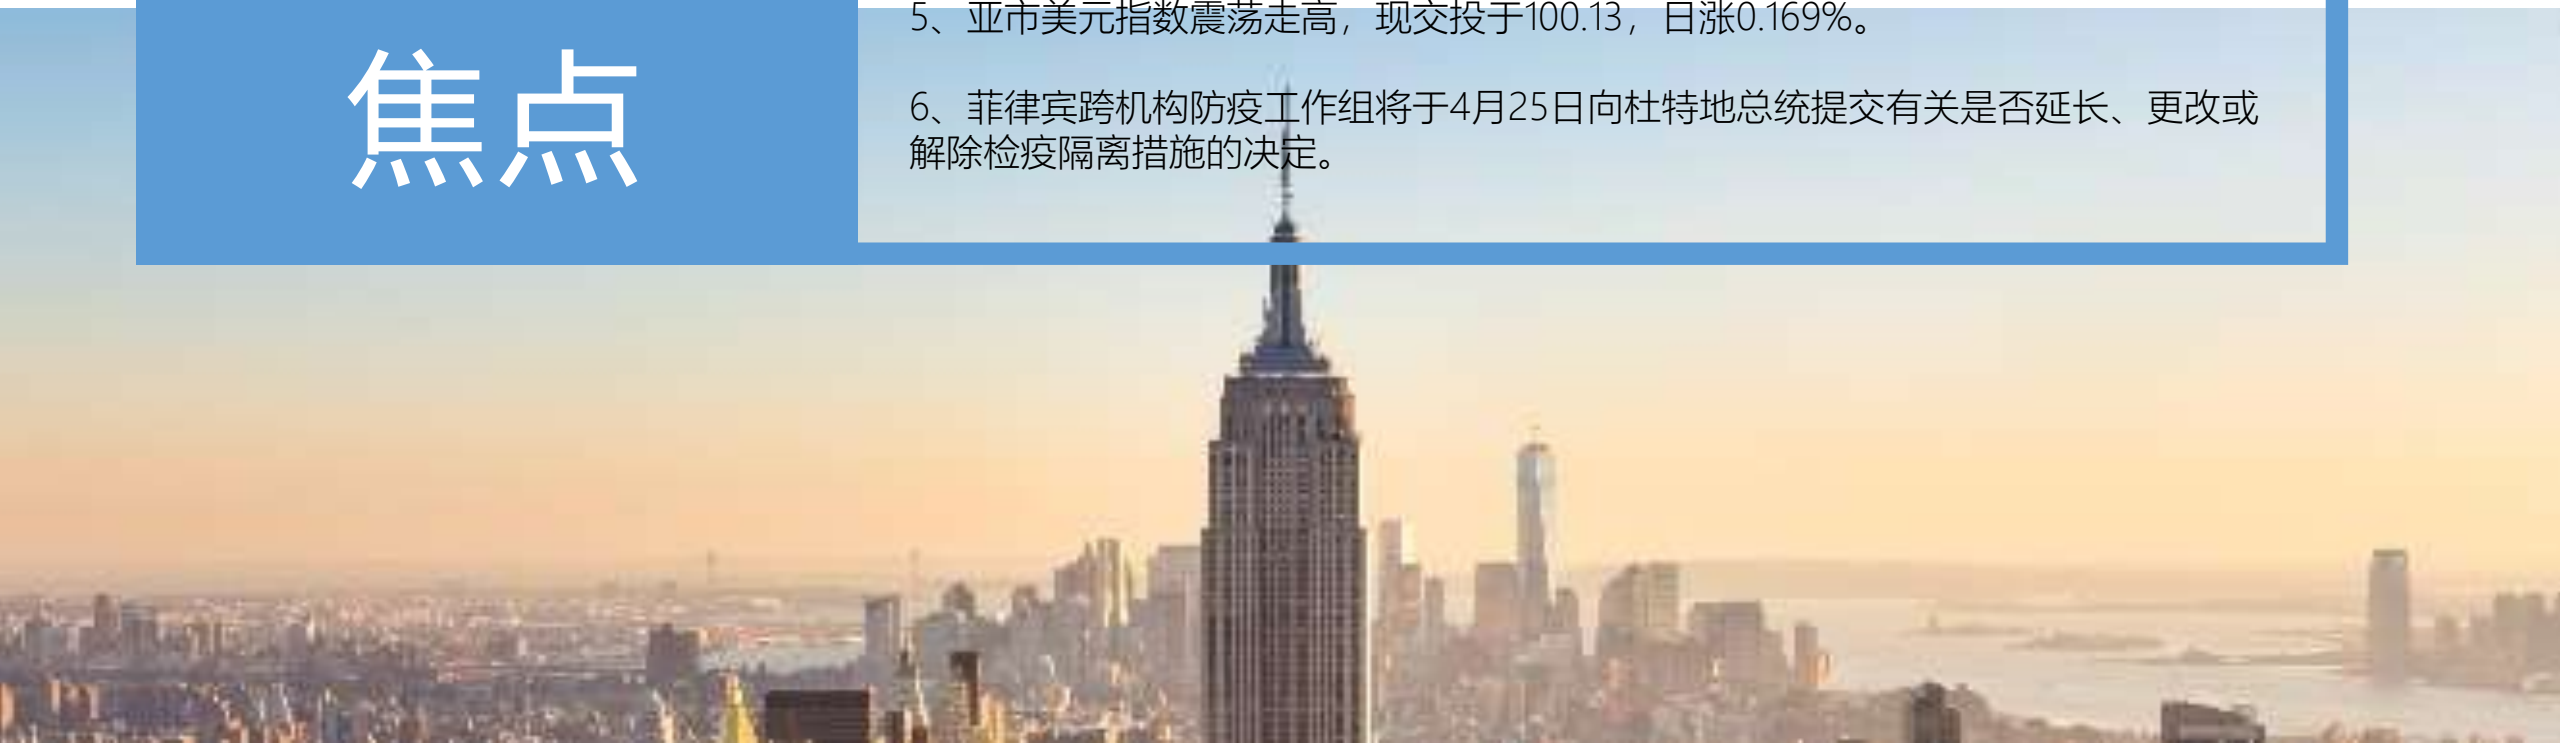 焦点
5、亚市美元指数震荡走高，现交投于100.13，日涨0.169%。
6、菲律宾跨机构防疫工作组将于4月25日向杜特地总统提交有关是否延长、更改或
解除检疫隔离措施的决定。